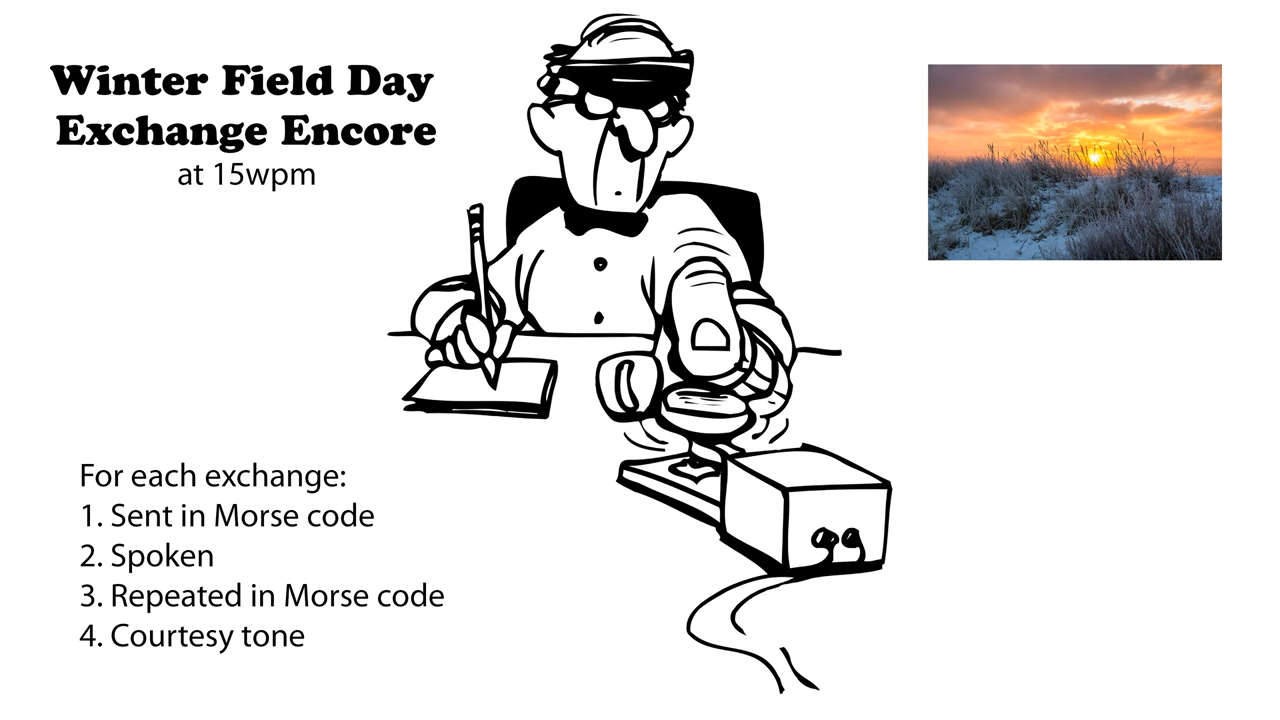 Winter Field Day
Exchange Encore
at 15wpm
For each exchange:
1. Sent in Morse code
2. Spoken
3. Repeated in Morse code
4. Courtesy tone